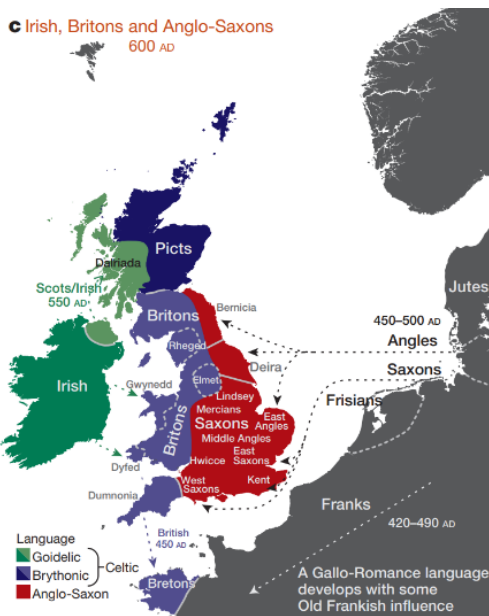 c Irish, Britons and Anglo-Saxons
600 AD
Picts
Dalriada
Scots/Irish
550 AD
Britons
Bernicia
Jutes
450–500 AD
Angles
Rheged
Deira
Saxons
Irish
Gwynedd
Elmet
Frisians
Lindsey
Mercians
Britons
Saxons
East
Angles
Middle Angles
Dyfed
Hwicce
East
Saxons
Dumnonia
West
Saxons
Kent
Franks
Language
Goidelic
Brythonic
Celtic
Anglo-Saxon
British
450 AD
420–490 AD
Bretons
A Gallo-Romance language
develops with some
Old Frankish influence